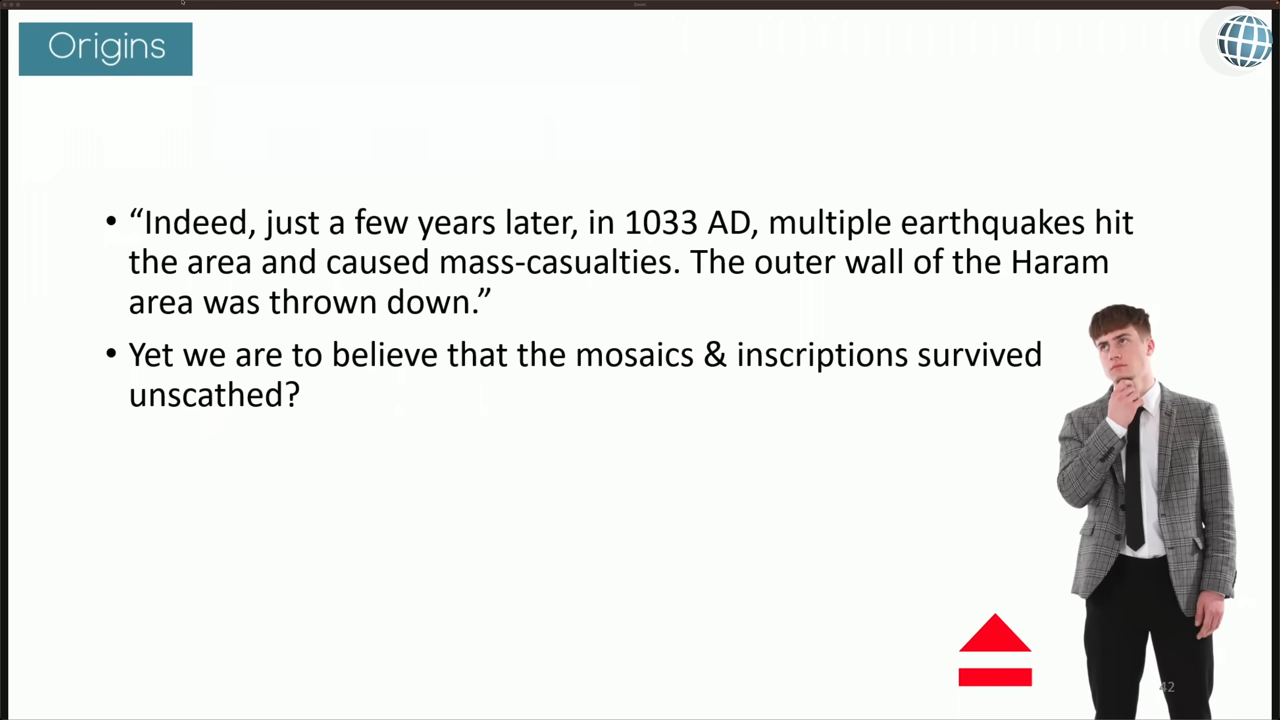 Origins
• “Indeed, just a few years later, in 1033 AD, multiple earthquakes hit
the area and caused mass-casualties. The outer wall of the Haram
area was thrown down.”
• Yet we are to believe that the mosaics & inscriptions survived
unscathed?
42